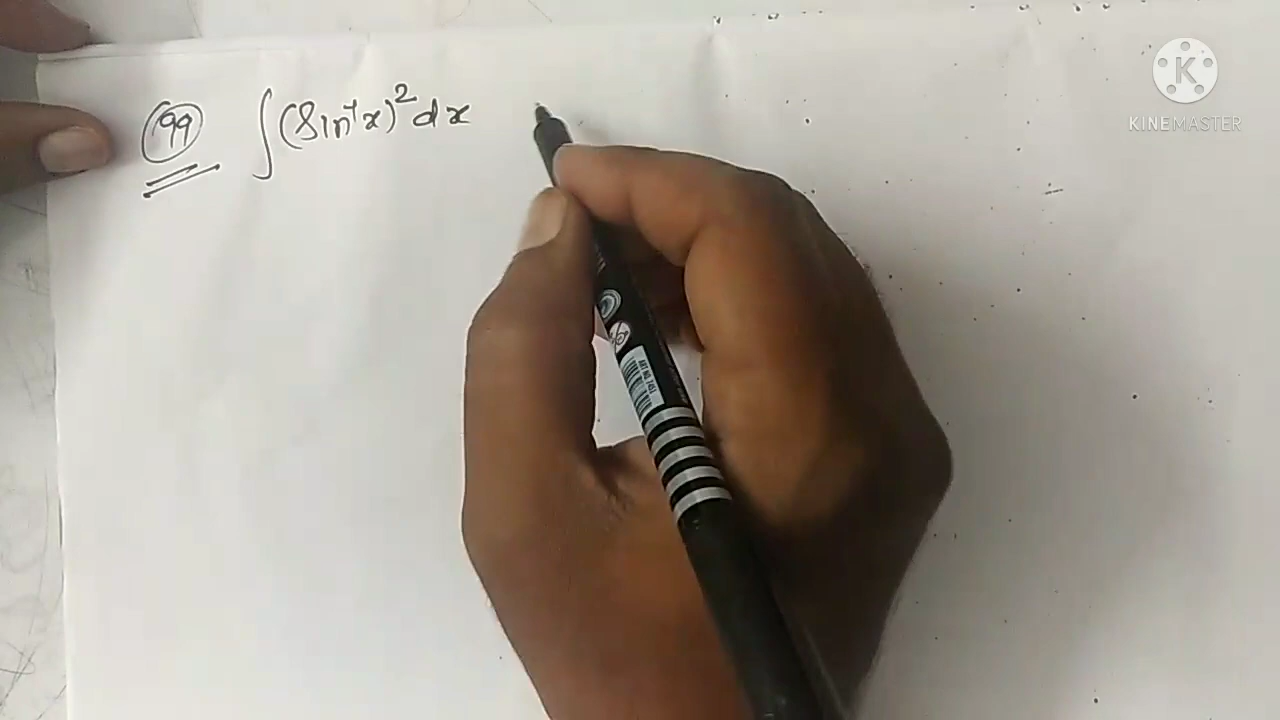 99 ∫(Sin⁻¹x)² dx
K
KINEMASTER